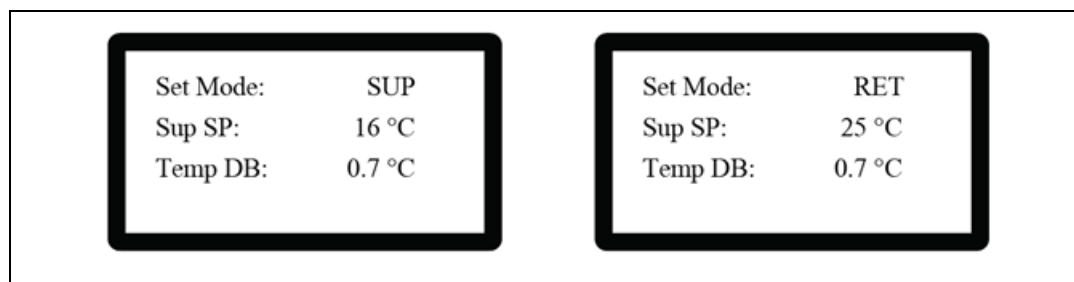 Set Mode: SUP
Sup SP: 16 °C
Temp DB: 0.7 °C
Set Mode: RET
Sup SP: 25 °C
Temp DB: 0.7 °C